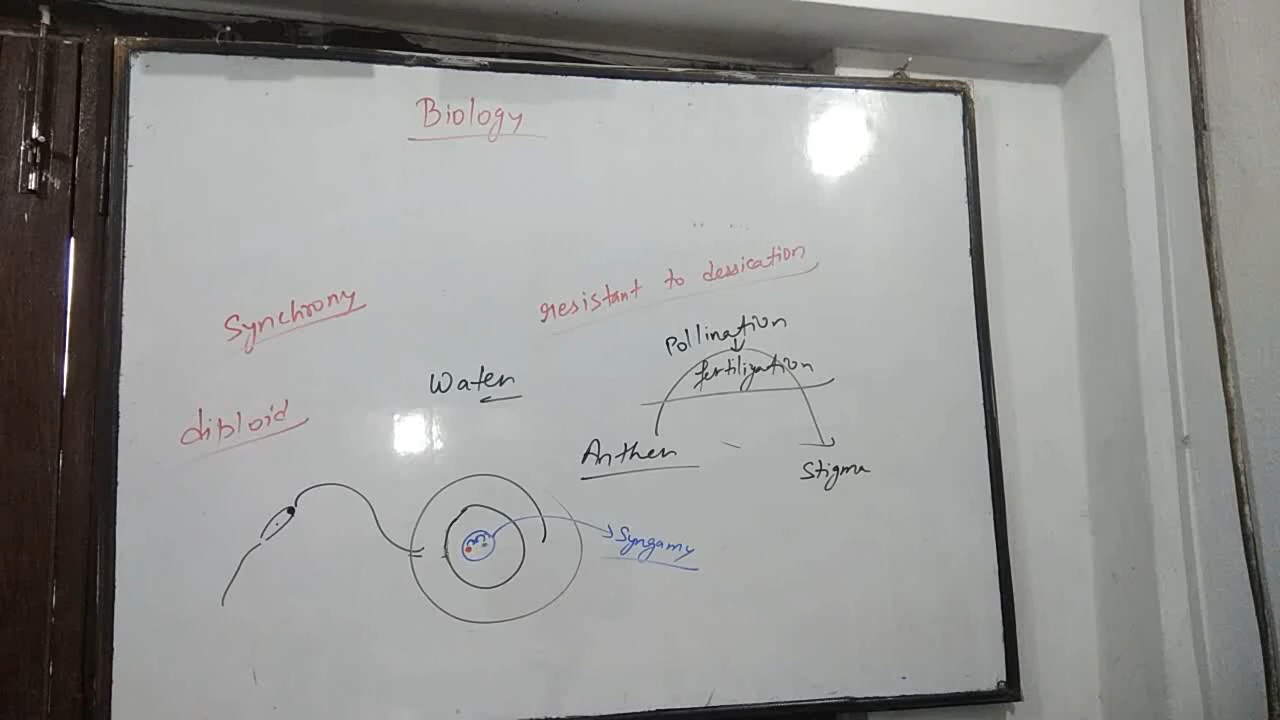 Biology
Synchrony
resistant to dessication
Pollination
fertilization
Water
diploid
Anther
Stigma
Syngamy